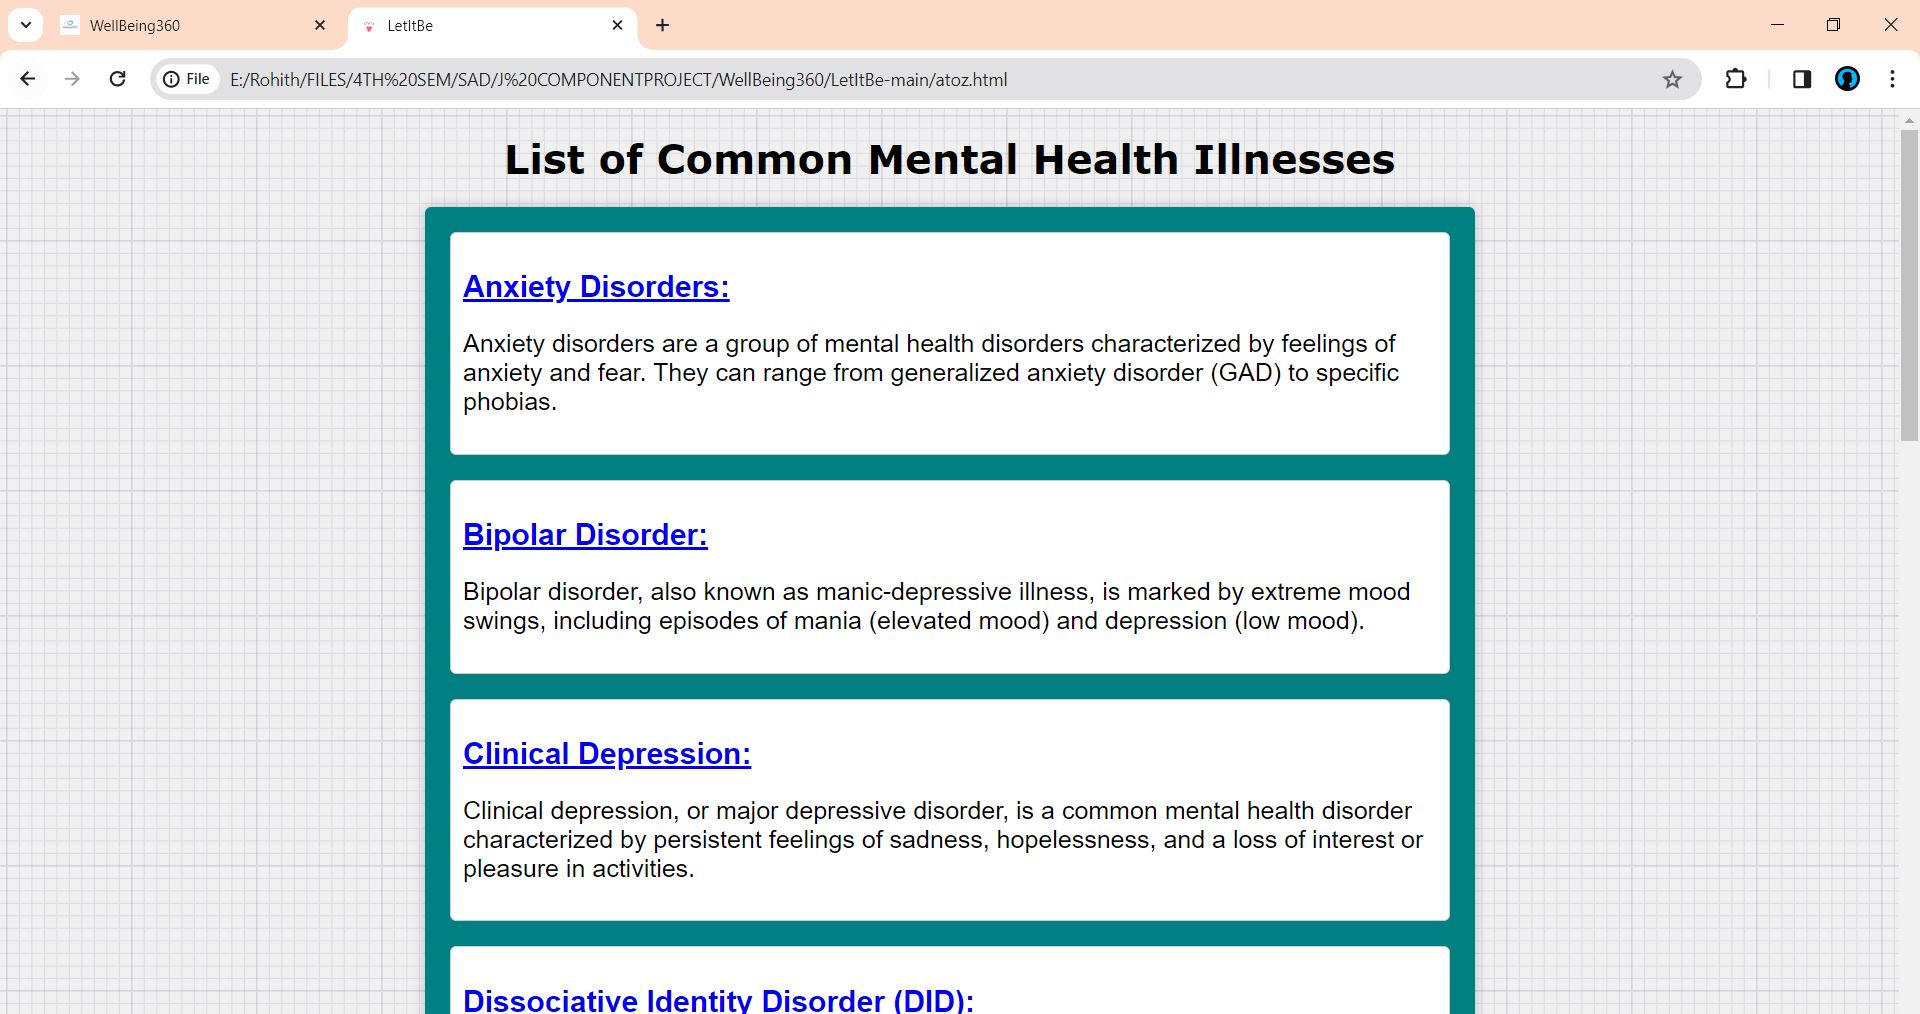 WellBeing360
LetItBe
File
E:/Rohith/FILES/4TH%20SEM/SAD/J%20COMPONENTPROJECT/WellBeing360/LetItBe-main/atoz.html
List of Common Mental Health Illnesses
Anxiety Disorders:
Anxiety disorders are a group of mental health disorders characterized by feelings of
anxiety and fear. They can range from generalized anxiety disorder (GAD) to specific
phobias.
Bipolar Disorder:
Bipolar disorder, also known as manic-depressive illness, is marked by extreme mood
swings, including episodes of mania (elevated mood) and depression (low mood).
Clinical Depression:
Clinical depression, or major depressive disorder, is a common mental health disorder
characterized by persistent feelings of sadness, hopelessness, and a loss of interest or
pleasure in activities.
Dissociative Identity Disorder (DID):